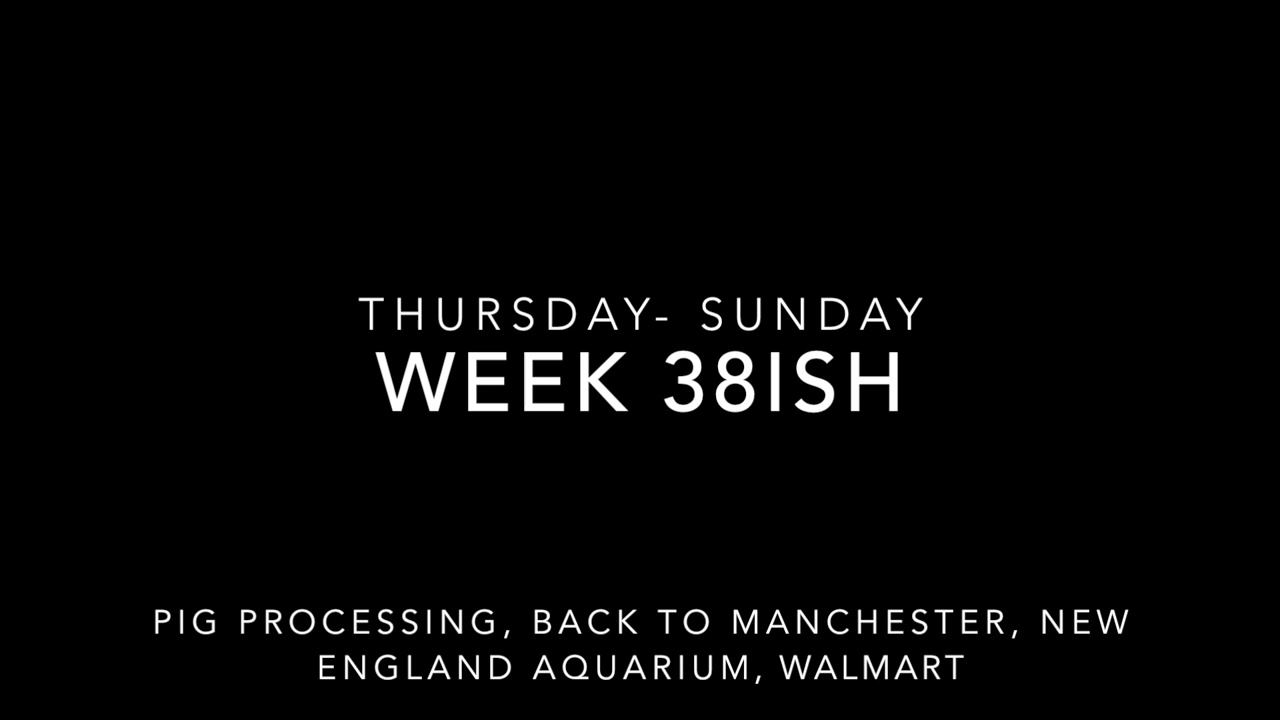 THURSDAY- SUNDAY
WEEK 38ISH
PIG PROCESSING, BACK TO MANCHESTER, NEW
ENGLAND AQUARIUM, WALMART